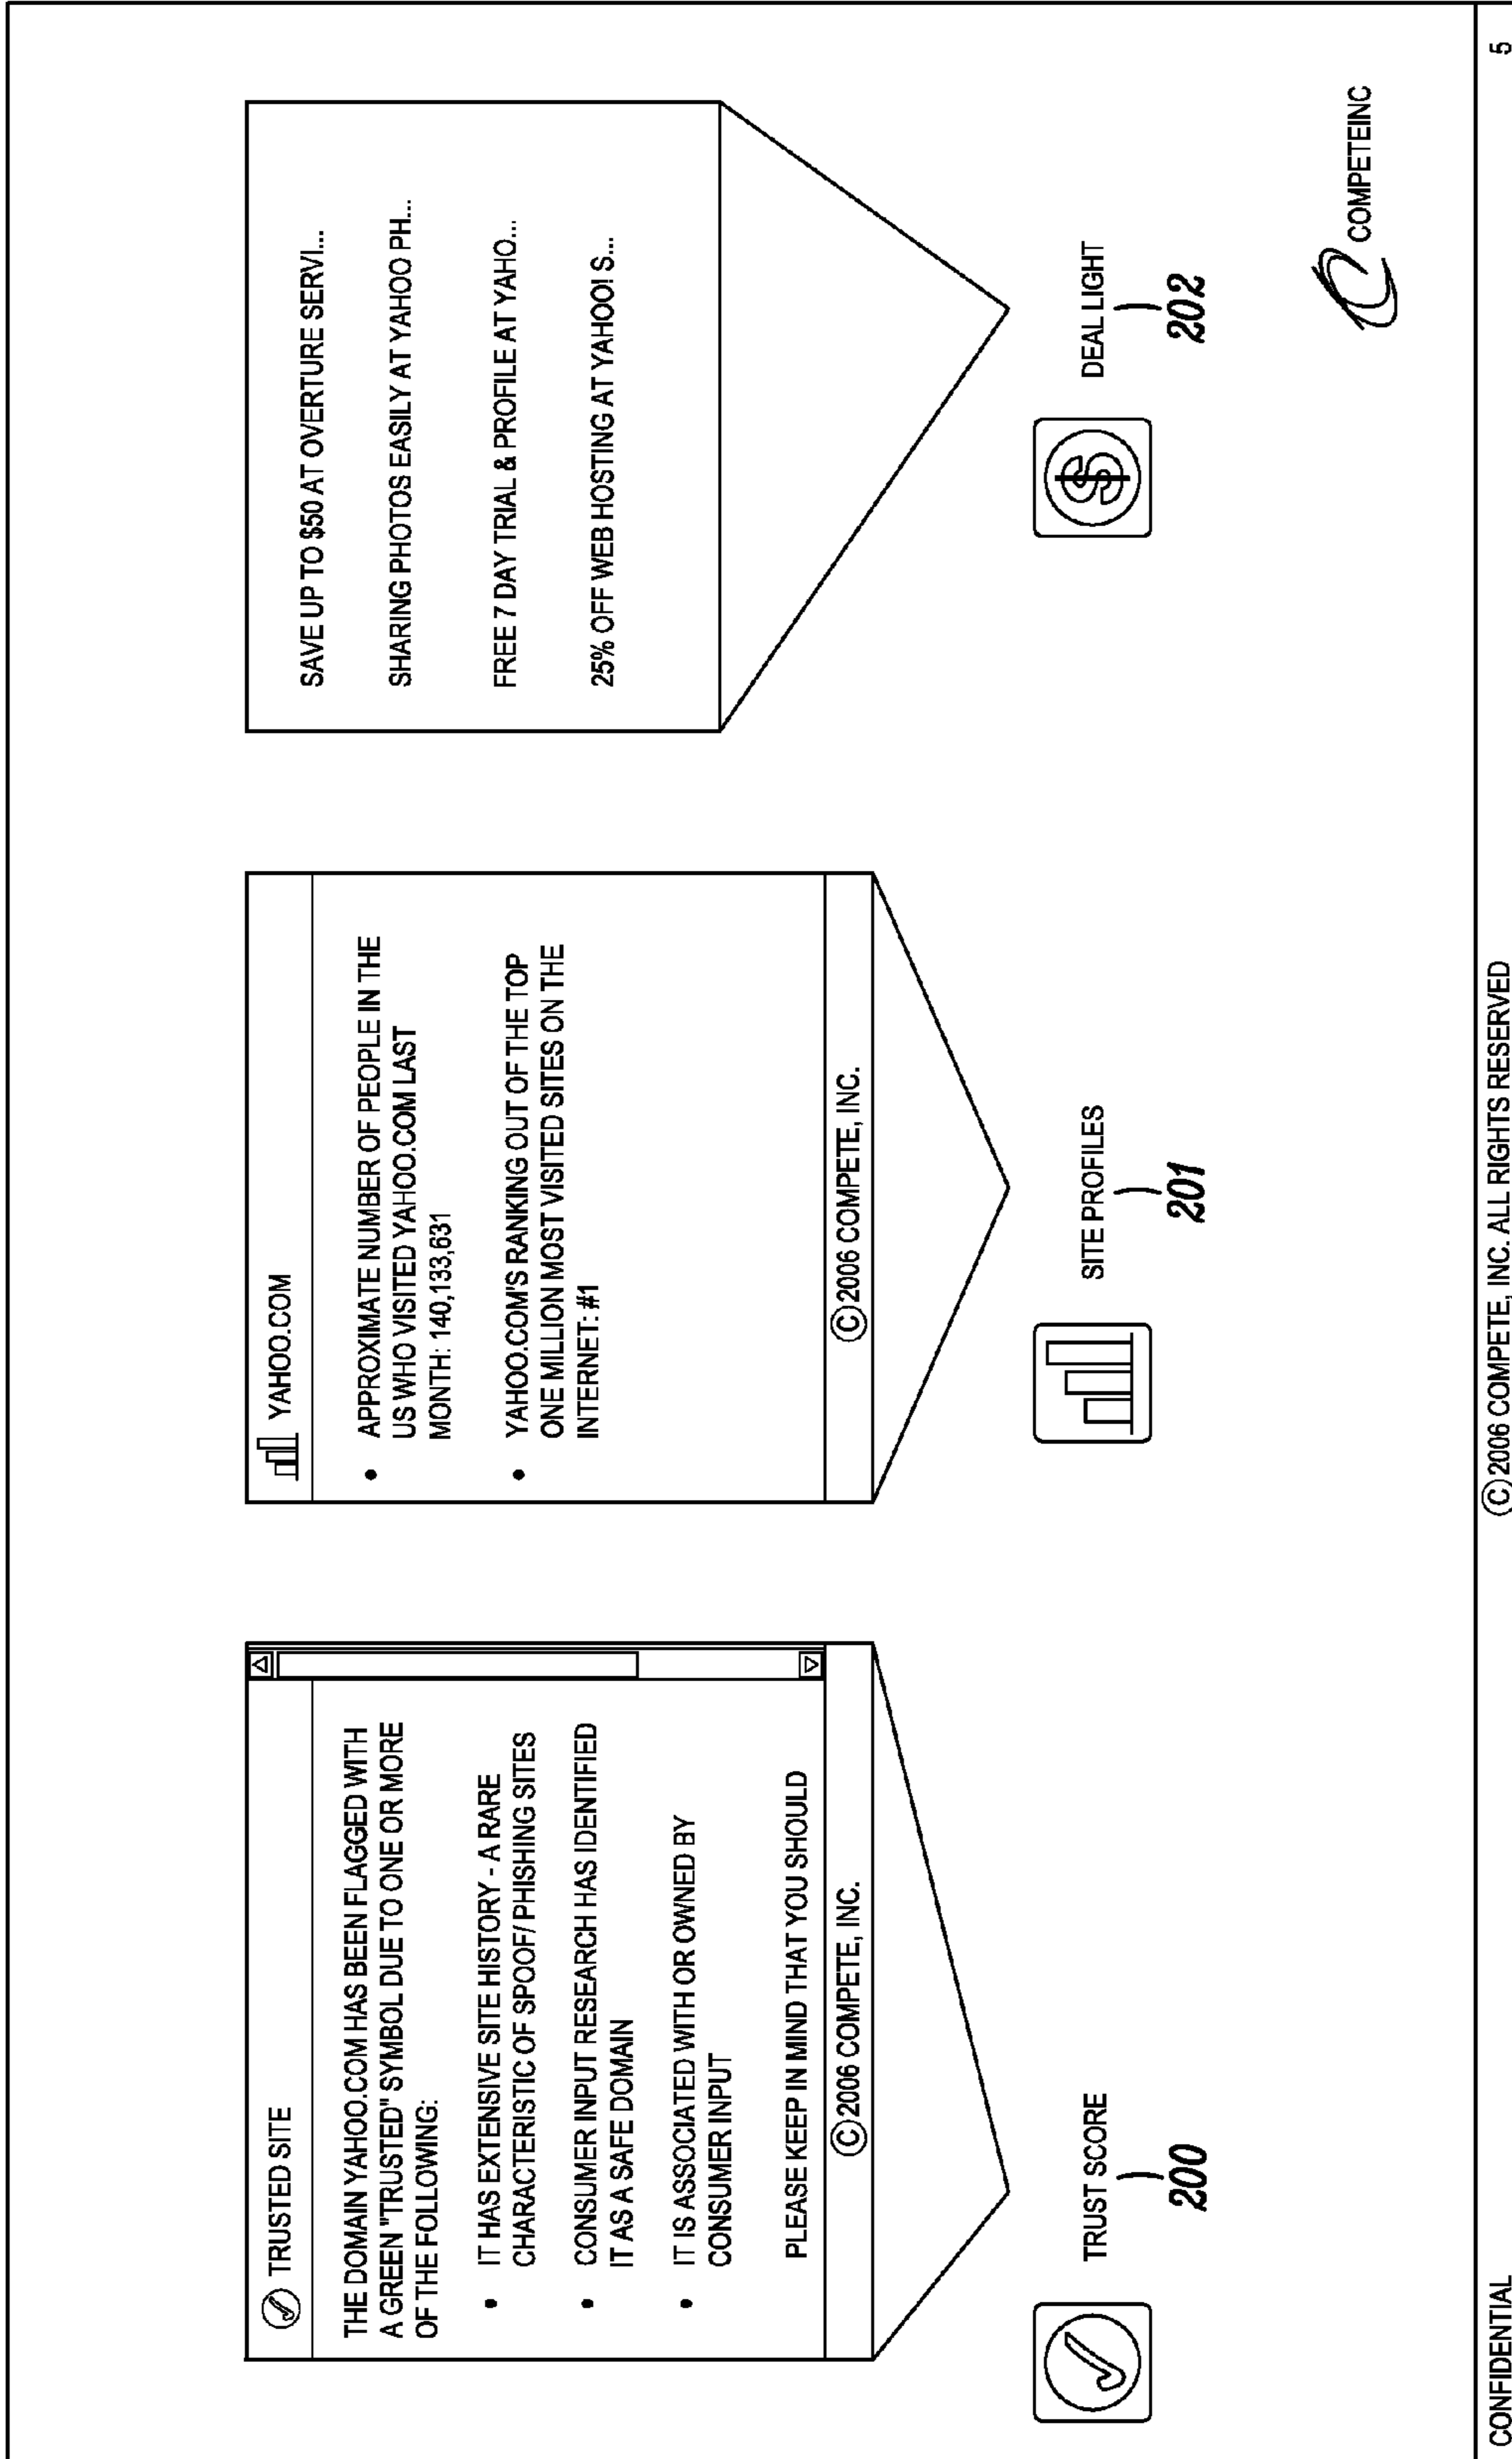 TRUSTED SITE
THE DOMAIN YAHOO.COM HAS BEEN FLAGGED WITH
A GREEN "TRUSTED" SYMBOL DUE TO ONE OR MORE
OF THE FOLLOWING:
• IT HAS EXTENSIVE SITE HISTORY - A RARE
CHARACTERISTIC OF SPOOF/ PHISHING SITES
• CONSUMER INPUT RESEARCH HAS IDENTIFIED
IT AS A SAFE DOMAIN
• IT IS ASSOCIATED WITH OR OWNED BY
CONSUMER INPUT
PLEASE KEEP IN MIND THAT YOU SHOULD
© 2006 COMPETE, INC.
TRUST SCORE
200
YAHOO.COM
• APPROXIMATE NUMBER OF PEOPLE IN THE
US WHO VISITED YAHOO.COM LAST
MONTH: 140,133,631
• YAHOO.COM'S RANKING OUT OF THE TOP
ONE MILLION MOST VISITED SITES ON THE
INTERNET: #1
© 2006 COMPETE, INC.
SITE PROFILES
201
SAVE UP TO $50 AT OVERTURE SERVI...
SHARING PHOTOS EASILY AT YAHOO PH...
FREE 7 DAY TRIAL & PROFILE AT YAHO...
25% OFF WEB HOSTING AT YAHOO! S...
$
DEAL LIGHT
202
COMPETEINC
CONFIDENTIAL
© 2006 COMPETE, INC. ALL RIGHTS RESERVED
5